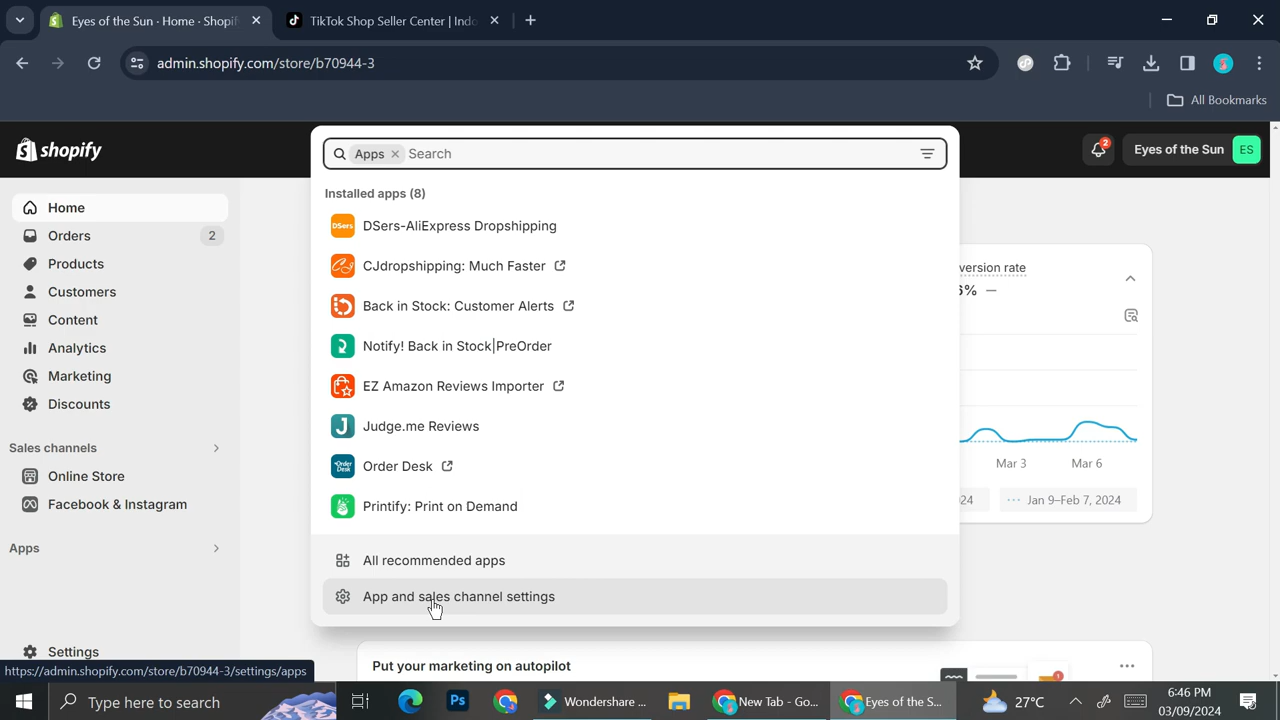 Eyes of the Sun · Home · Shopif
TikTok Shop Seller Center | Indo
admin.shopify.com/store/b70944-3
All Bookmarks
shopify
2
Eyes of the Sun
ES
Apps
Search
Home
Orders
2
Products
Customers
Content
Analytics
Marketing
Discounts
Sales channels
Online Store
Facebook & Instagram
Apps
Settings
Installed apps (8)
DSers
DSers-AliExpress Dropshipping
CJdropshipping: Much Faster
Back in Stock: Customer Alerts
Notify! Back in Stock|PreOrder
EZ Amazon Reviews Importer
J
Judge.me Reviews
Order Desk
Order Desk
Printify: Print on Demand
All recommended apps
App and sales channel settings
version rate
% —
Mar 3
Mar 6
24
Jan 9–Feb 7, 2024
Put your marketing on autopilot
https://admin.shopify.com/store/b70944-3/settings/apps
Type here to search
Ps
Wondershare ...
New Tab - Go...
Eyes of the S...
27°C
6:46 PM
03/09/2024